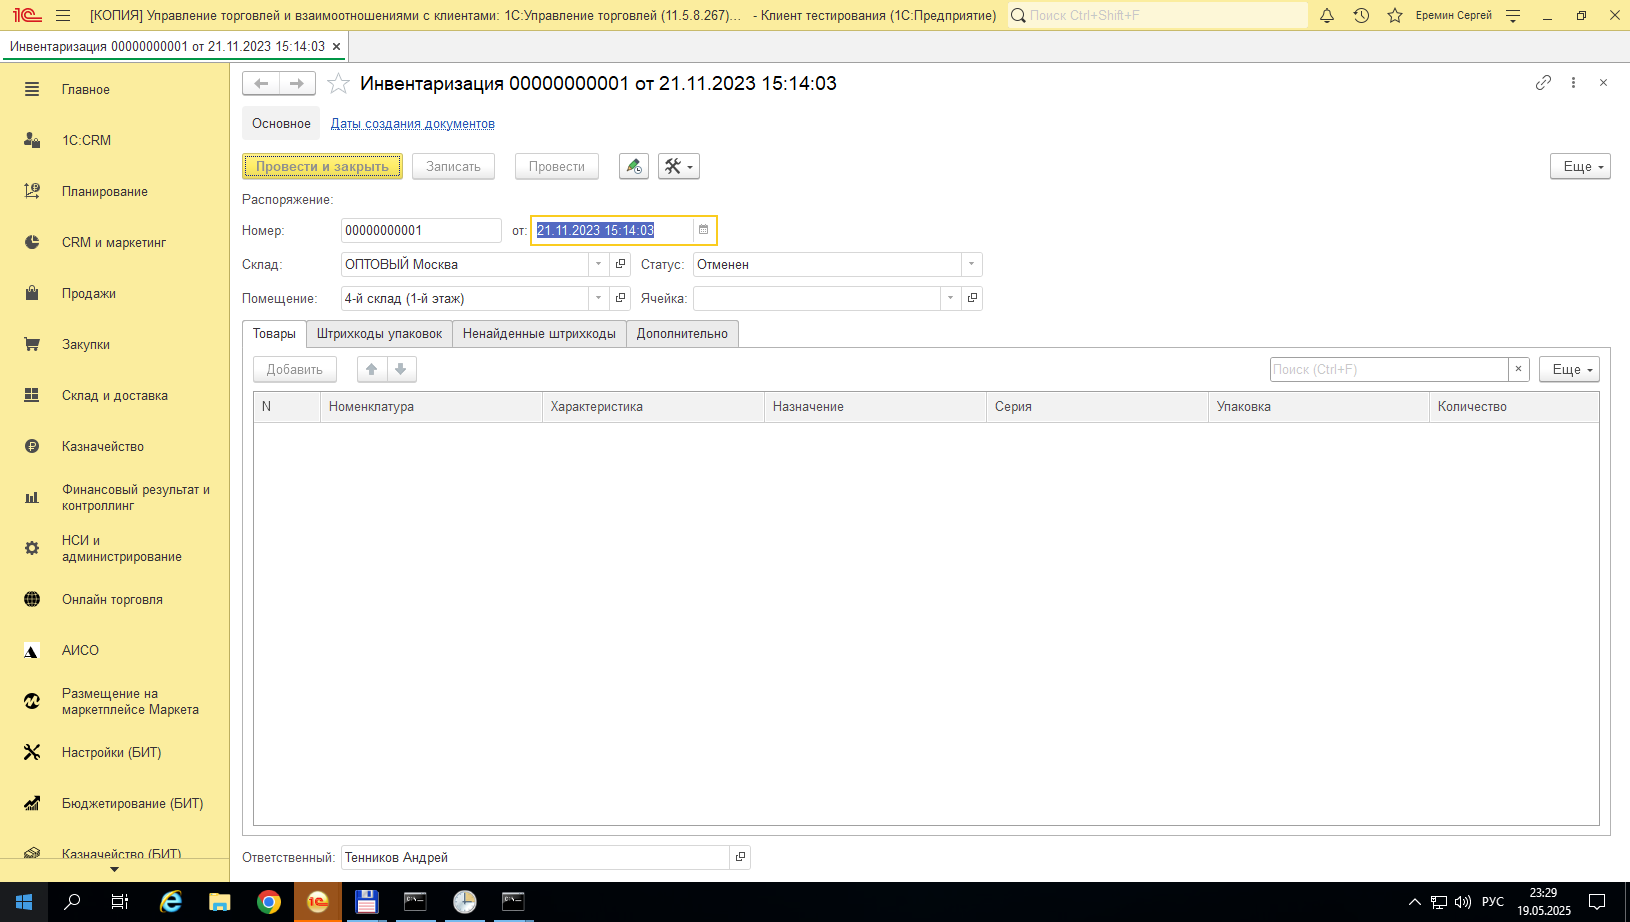 [КОПИЯ] Управление торговлей и взаимоотношениями с клиентами: 1С:Управление торговлей (11.5.8.267)... - Клиент тестирования (1С:Предприятие)
Поиск Ctrl+Shift+F
Еремин Сергей
Инвентаризация 00000000001 от 21.11.2023 15:14:03
Главное
1С:CRM
Планирование
CRM и маркетинг
Продажи
Закупки
Склад и доставка
Казначейство
Финансовый результат и
контроллинг
НСИ и
администрирование
Онлайн торговля
АИСО
Размещение на
маркетплейсе Маркета
Настройки (БИТ)
Бюджетирование (БИТ)
Казначейство (БИТ)
Инвентаризация 00000000001 от 21.11.2023 15:14:03
Основное Даты создания документов
Провести и закрыть Записать Провести Еще
Распоряжение:
Номер: 00000000001 от: 21.11.2023 15:14:03
Склад: ОПТОВЫЙ Москва Статус: Отменен
Помещение: 4-й склад (1-й этаж) Ячейка:
Товары Штрихкоды упаковок Ненайденные штрихкоды Дополнительно
Добавить Поиск (Ctrl+F) Еще
N Номенклатура Характеристика Назначение Серия Упаковка Количество
Ответственный: Тенников Андрей
РУС
23:29
19.05.2025